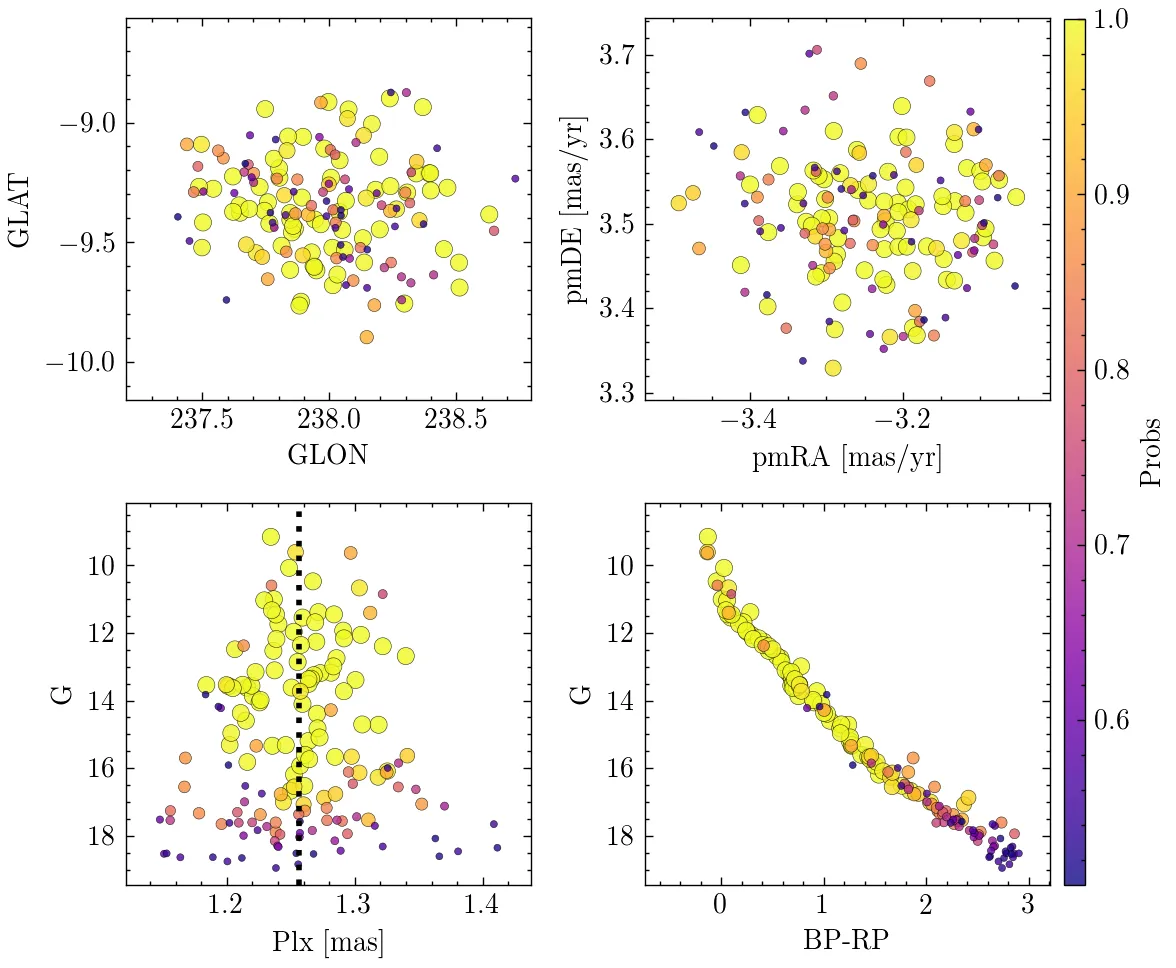 GLAT
−9.0
−9.5
−10.0
237.5 238.0 238.5
GLON
pmDE [mas/yr]
3.7
3.6
3.5
3.4
3.3
−3.4 −3.2
pmRA [mas/yr]
1.0
0.9
0.8
0.7
0.6
Probs
G
10
12
14
16
18
1.2 1.3 1.4
Plx [mas]
G
10
12
14
16
18
0 1 2 3
BP-RP